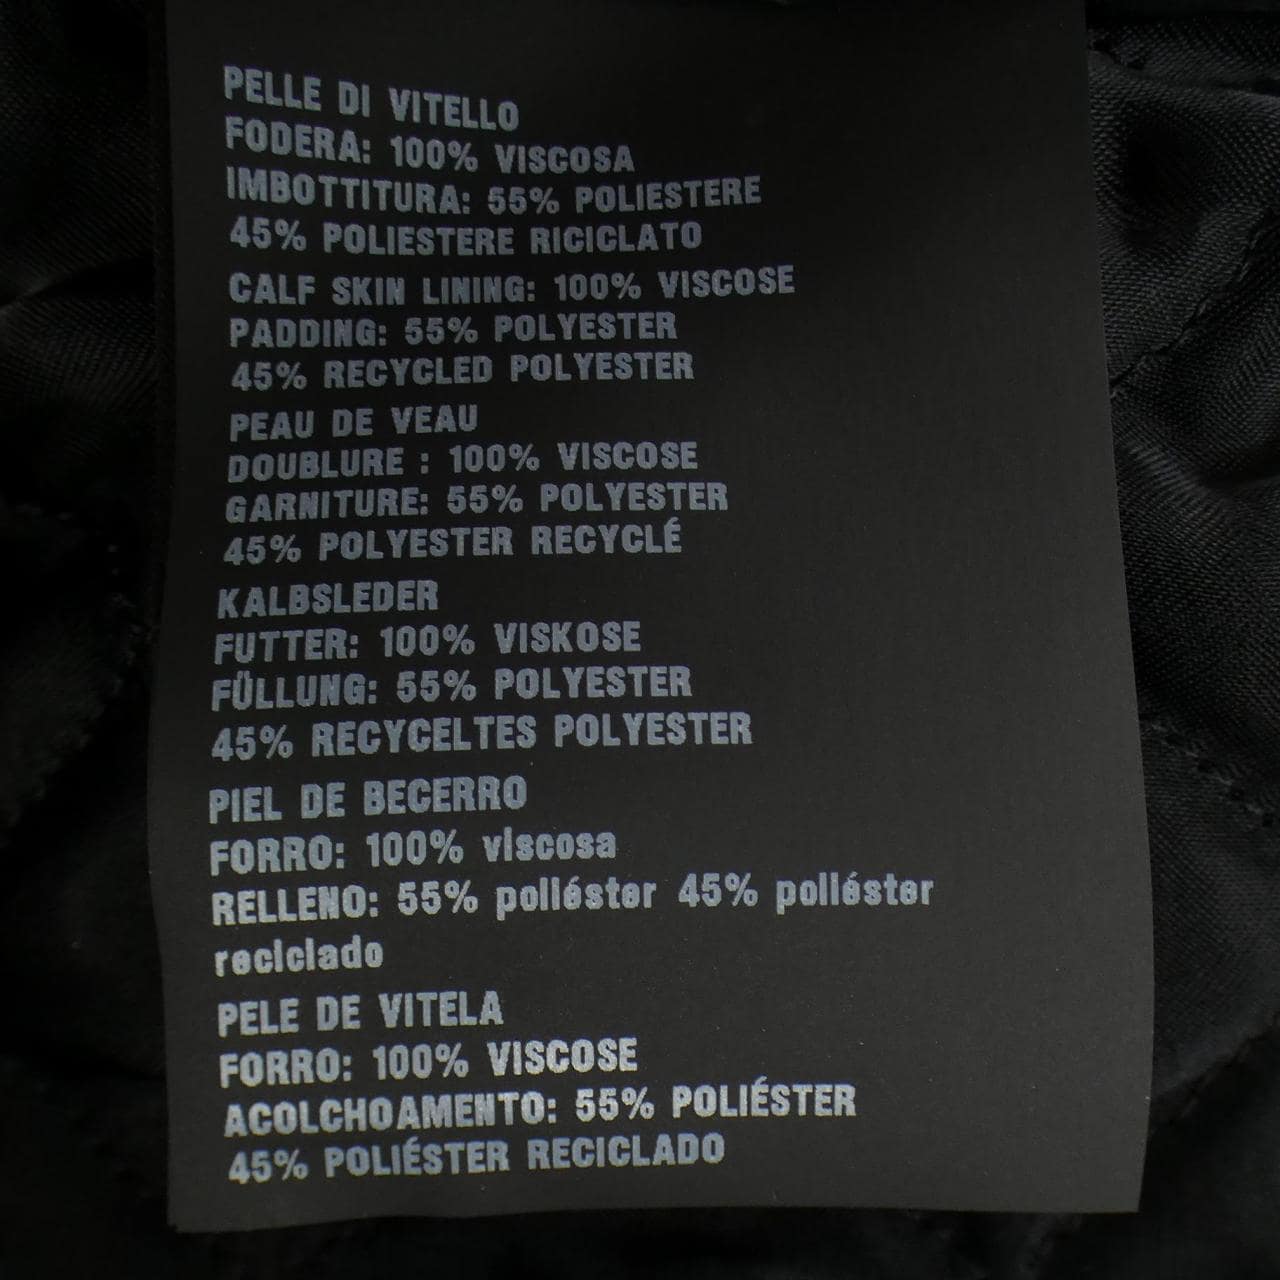 PELLE DI VITELLO
FODERA: 100% VISCOSA
IMBOTTITURA: 55% POLIESTERE
45% POLIESTERE RICICLATO
CALF SKIN LINING: 100% VISCOSE
PADDING: 55% POLYESTER
45% RECYCLED POLYESTER
PEAU DE VEAU
DOUBLURE : 100% VISCOSE
GARNITURE: 55% POLYESTER
45% POLYESTER RECYCLÉ
KALBSLEDER
FUTTER: 100% VISKOSE
FÜLLUNG: 55% POLYESTER
45% RECYCELTES POLYESTER
PIEL DE BECERRO
FORRO: 100% viscosa
RELLENO: 55% poliéster 45% poliéster
reciclado
PELE DE VITELA
FORRO: 100% VISCOSE
ACOLCHOAMENTO: 55% POLIÉSTER
45% POLIÉSTER RECICLADO